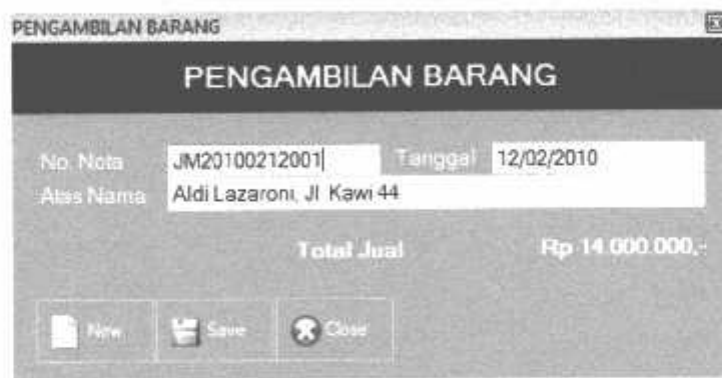 PENGAMBILAN BARANG
PENGAMBILAN BARANG
No. Nota JM20100212001 Tanggal 12/02/2010
Atas Nama Aldi Lazaroni, Jl Kawi 44
Total Jual Rp 14.000.000,-
New Save Close